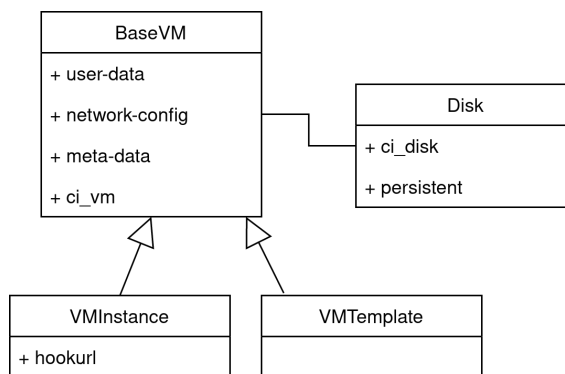 BaseVM
+ user-data
+ network-config
+ meta-data
+ ci_vm
Disk
+ ci_disk
+ persistent
VMInstance
+ hookurl
VMTemplate